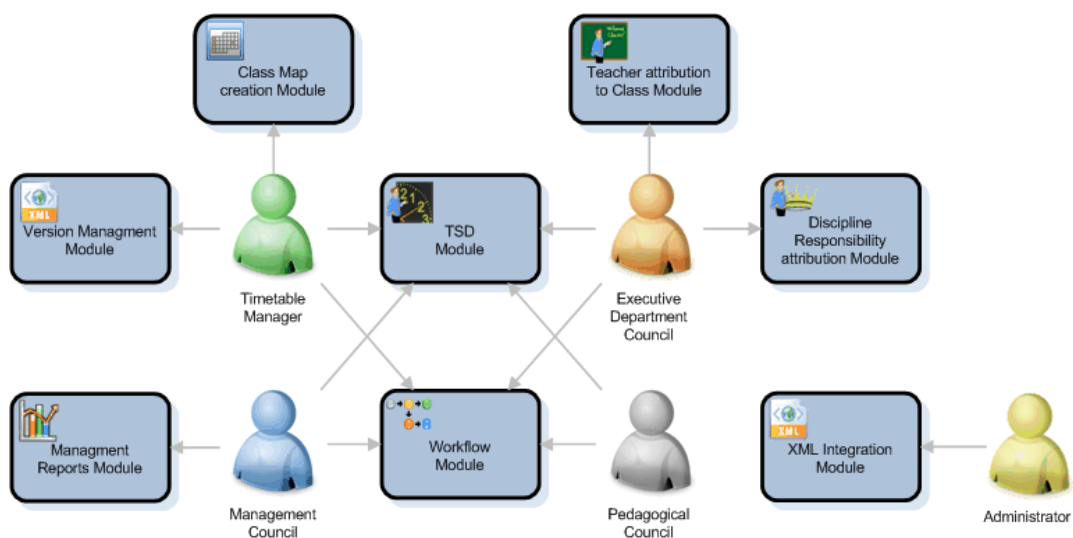 Class Map
creation Module
Teacher attribution
to Class Module
XML
Version Managment
Module
TSD
Module
Discipline
Responsibility
attribution Module
Timetable
Manager
Executive
Department
Council
Managment
Reports Module
Workflow
Module
XML
XML Integration
Module
Management
Council
Pedagogical
Council
Administrator